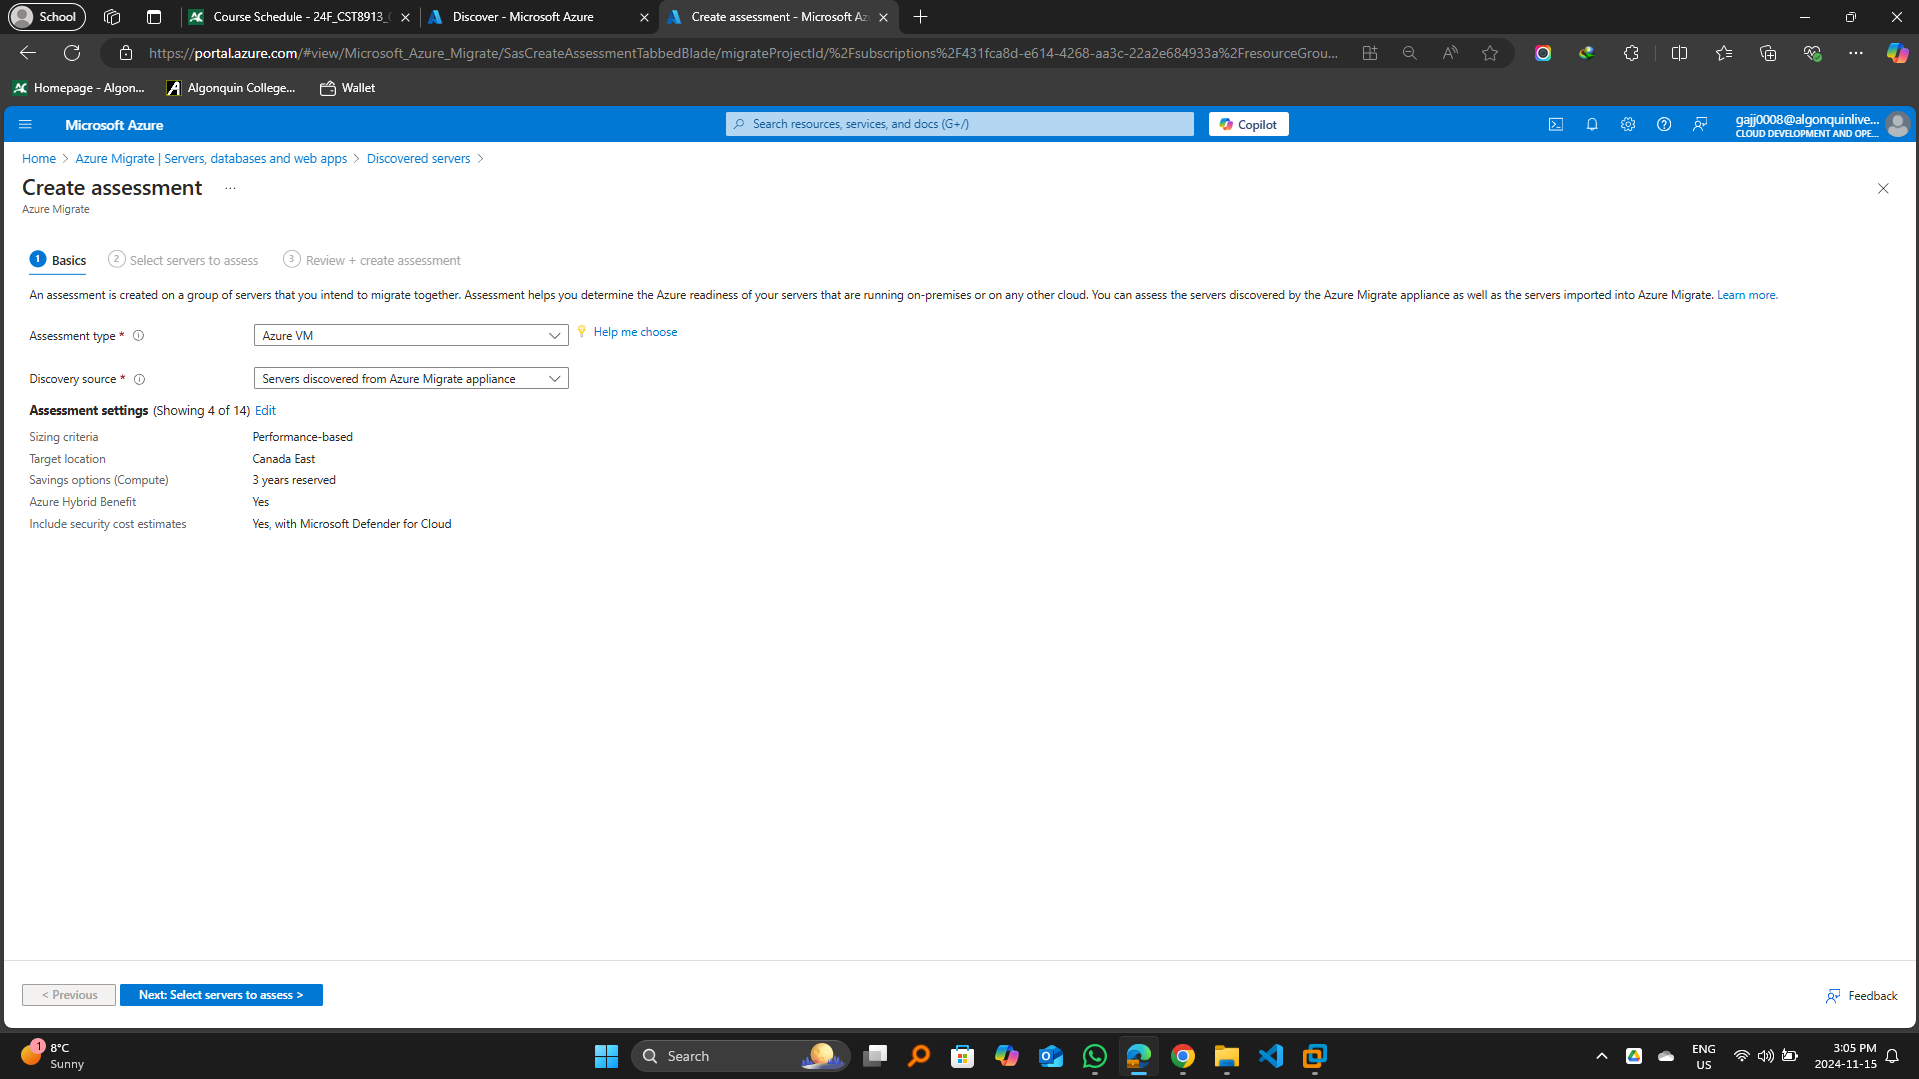 School
Course Schedule - 24F_CST8913_
Discover - Microsoft Azure
Create assessment - Microsoft Az
https://portal.azure.com/#view/Microsoft_Azure_Migrate/SasCreateAssessmentTabbedBlade/migrateProjectId/%2Fsubscriptions%2F431fca8d-e614-4268-aa3c-22a2e684933a%2FresourceGrou...
Homepage - Algon...
Algonquin College...
Wallet
Microsoft Azure
Search resources, services, and docs (G+/)
Copilot
gajj0008@algonquinlive...
CLOUD DEVELOPMENT AND OPE...
Home > Azure Migrate | Servers, databases and web apps > Discovered servers >
Create assessment ...
Azure Migrate
1 Basics
2 Select servers to assess
3 Review + create assessment
An assessment is created on a group of servers that you intend to migrate together. Assessment helps you determine the Azure readiness of your servers that are running on-premises or on any other cloud. You can assess the servers discovered by the Azure Migrate appliance as well as the servers imported into Azure Migrate. Learn more.
Assessment type * Azure VM Help me choose
Discovery source * Servers discovered from Azure Migrate appliance
Assessment settings (Showing 4 of 14) Edit
Sizing criteria Performance-based
Target location Canada East
Savings options (Compute) 3 years reserved
Azure Hybrid Benefit Yes
Include security cost estimates Yes, with Microsoft Defender for Cloud
< Previous
Next: Select servers to assess >
Feedback
1
8°C
Sunny
Search
ENG
US
3:05 PM
2024-11-15